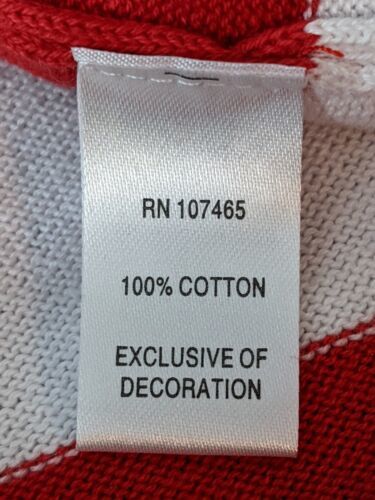 RN 107465
100% COTTON
EXCLUSIVE OF
DECORATION